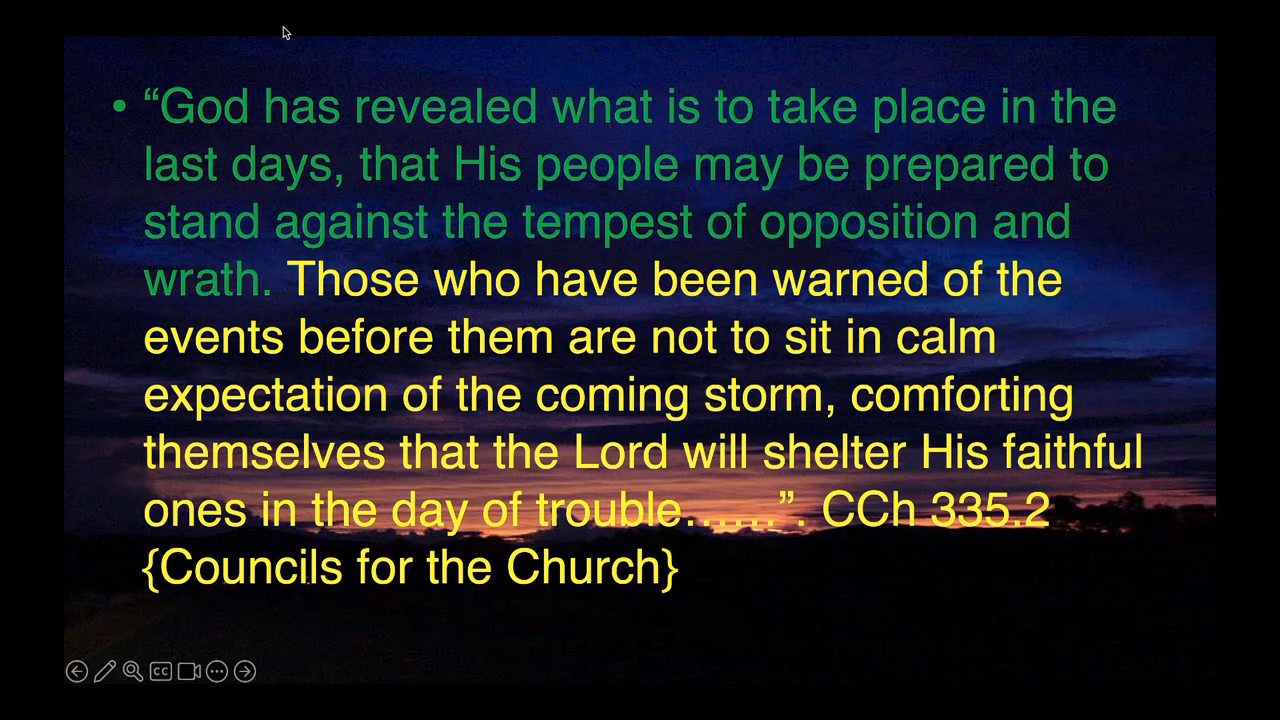 • “God has revealed what is to take place in the
last days, that His people may be prepared to
stand against the tempest of opposition and
wrath. Those who have been warned of the
events before them are not to sit in calm
expectation of the coming storm, comforting
themselves that the Lord will shelter His faithful
ones in the day of trouble……”. CCh 335.2
{Councils for the Church}
CC